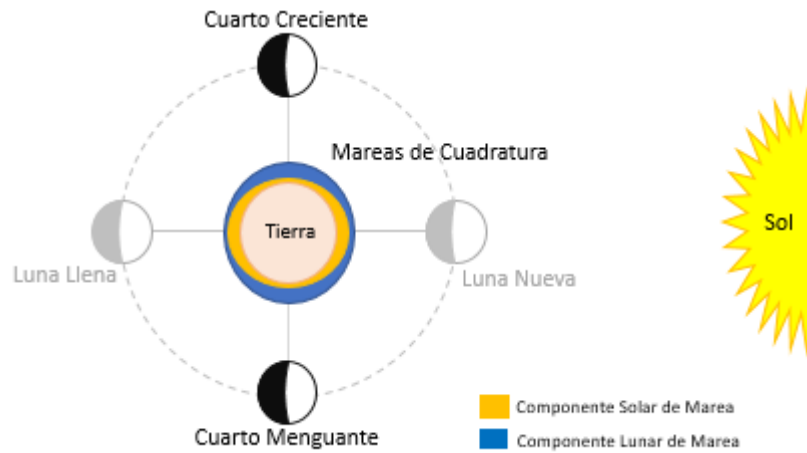 Cuarto Creciente
Mareas de Cuadratura
Tierra
Sol
Luna Llena
Luna Nueva
Componente Solar de Marea
Cuarto Menguante
Componente Lunar de Marea